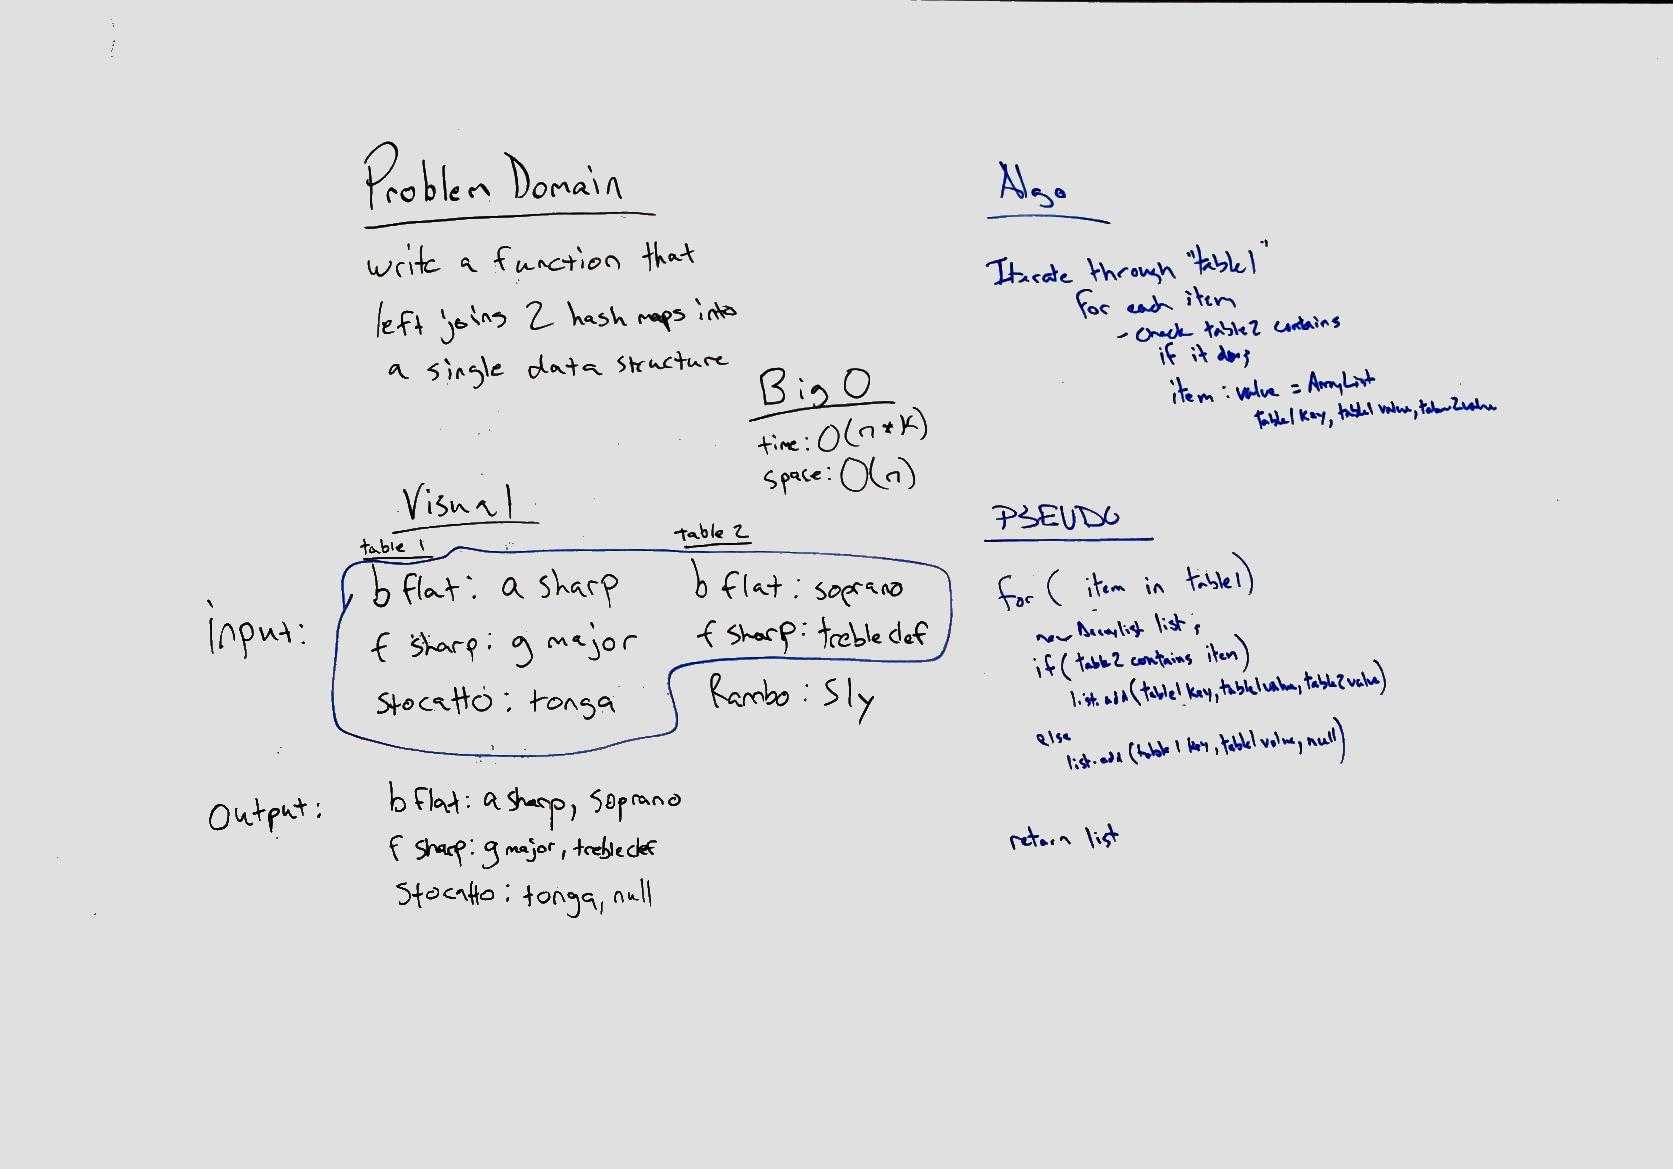 Problem Domain
write a function that
left joins 2 hash maps into
a single data structure
Big O
time: O(n*K)
space: O(n)
Visual
table 1
table 2
Input:
b flat: a sharp
b flat: soprano
f sharp: g major
f sharp: treble clef
Stocatto: tonga
Rambo: Sly
Output:
b flat: a sharp, soprano
f sharp: g major, treble clef
Stocatto: tonga, null
Algo
Iterate through "table1"
for each item
- check table2 contains
if it does
item: value = ArrayList
table1 key, table1 value, table2 value
PSEUDO
for ( item in table1)
new Arraylist list;
if (table2 contains item)
list.add(table1 key, table1 value, table2 value)
else
list.add (table1 key, table1 value, null)
return list